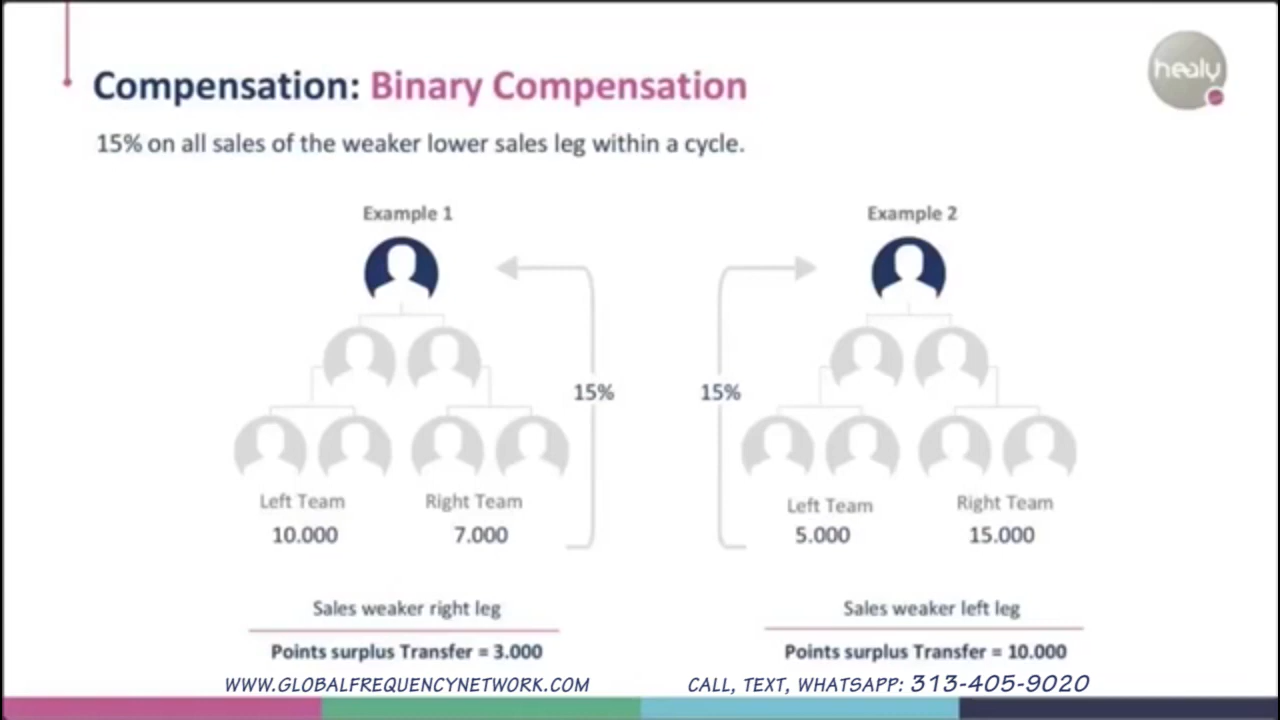 healy
Compensation: Binary Compensation
15% on all sales of the weaker lower sales leg within a cycle.
Example 1
Example 2
15%
15%
Left Team
Right Team
10.000
7.000
Left Team
Right Team
5.000
15.000
Sales weaker right leg
Points surplus Transfer = 3.000
Sales weaker left leg
Points surplus Transfer = 10.000
WWW.GLOBALFREQUENCYNETWORK.COM
CALL, TEXT, WHATSAPP: 313-405-9020